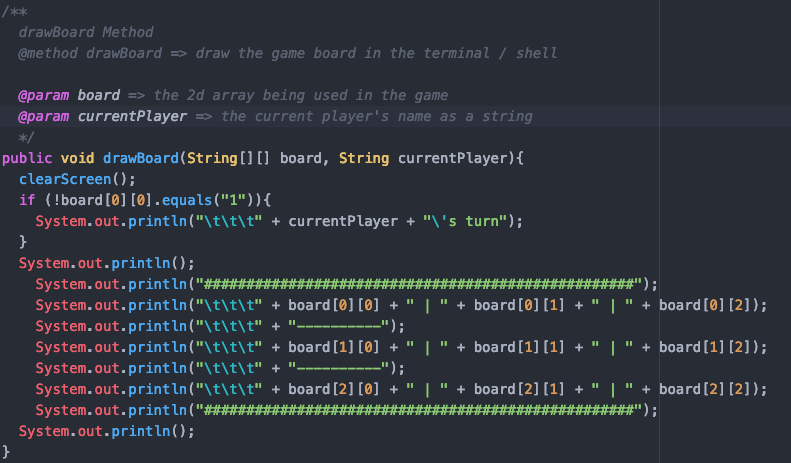 /**
  drawBoard Method
  @method drawBoard => draw the game board in the terminal / shell
  @param board => the 2d array being used in the game
  @param currentPlayer => the current player's name as a string
  */
public void drawBoard(String[][] board, String currentPlayer){
  clearScreen();
  if (!board[0][0].equals("1")){
    System.out.println("\t\t\t" + currentPlayer + "\'s turn");
  }
  System.out.println();
    System.out.println("###################################################");
    System.out.println("\t\t\t" + board[0][0] + " | " + board[0][1] + " | " + board[0][2]);
    System.out.println("\t\t\t" + "----------");
    System.out.println("\t\t\t" + board[1][0] + " | " + board[1][1] + " | " + board[1][2]);
    System.out.println("\t\t\t" + "----------");
    System.out.println("\t\t\t" + board[2][0] + " | " + board[2][1] + " | " + board[2][2]);
    System.out.println("###################################################");
  System.out.println();
}